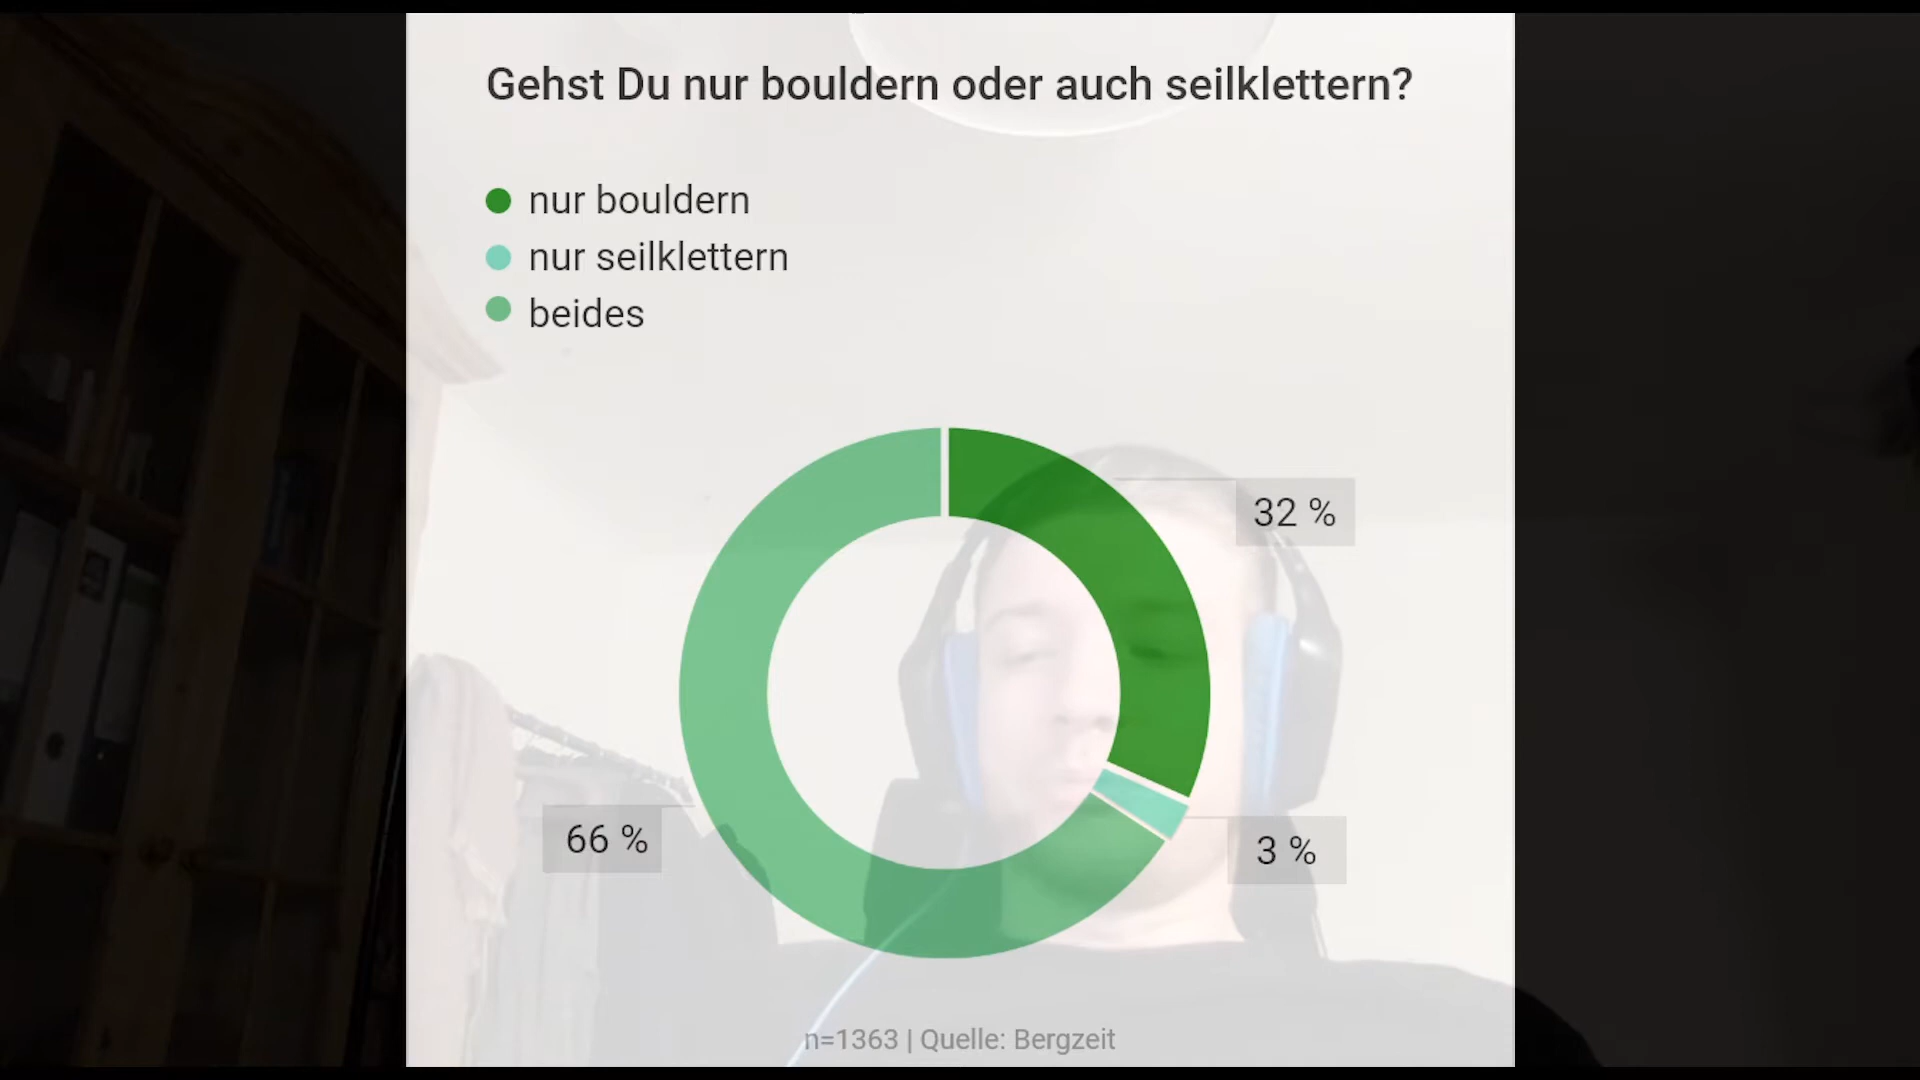 Gehst Du nur bouldern oder auch seilklettern?
nur bouldern
nur seilklettern
beides
32 %
66 %
3 %
n=1363 | Quelle: Bergzeit